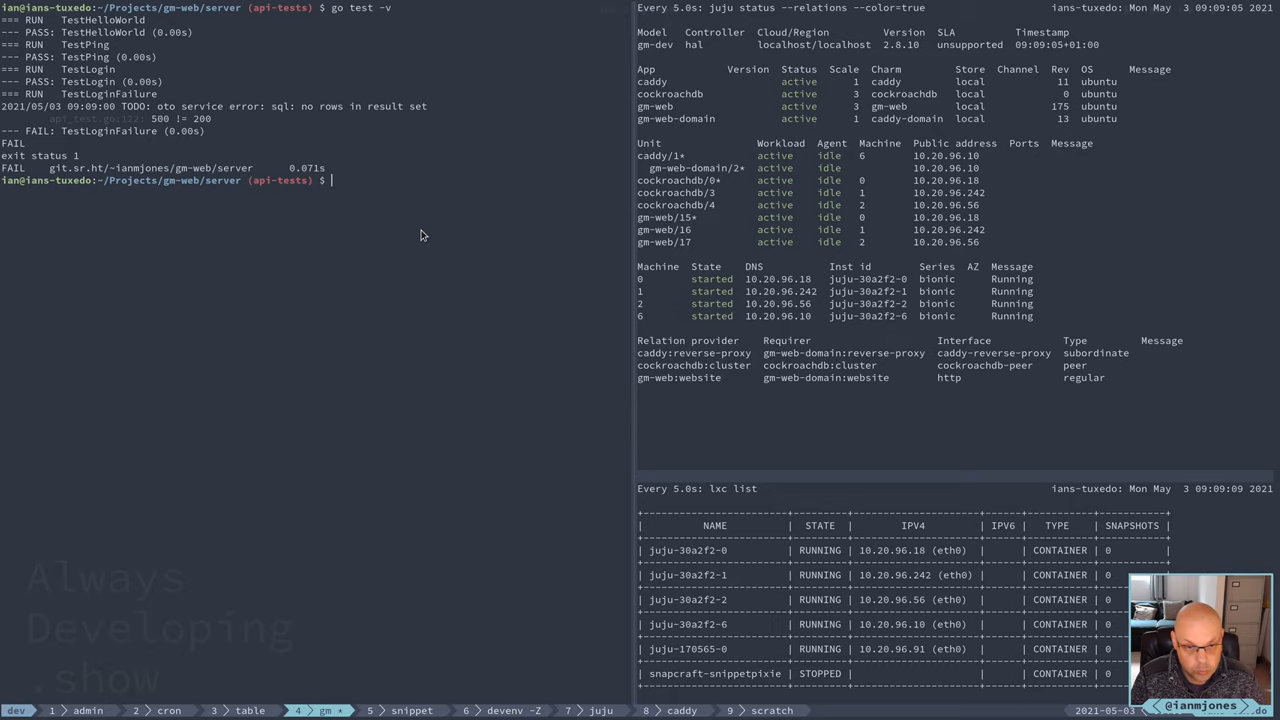 ian@ians-tuxedo:~/Projects/gm-web/server (api-tests) $ go test -v
=== RUN   TestHelloWorld
--- PASS: TestHelloWorld (0.00s)
=== RUN   TestPing
--- PASS: TestPing (0.00s)
=== RUN   TestLogin
--- PASS: TestLogin (0.00s)
=== RUN   TestLoginFailure
2021/05/03 09:09:00 TODO: oto service error: sql: no rows in result set
api_test.go:122: 500 != 200
--- FAIL: TestLoginFailure (0.00s)
FAIL
exit status 1
FAIL    git.sr.ht/~ianmjones/gm-web/server      0.071s
ian@ians-tuxedo:~/Projects/gm-web/server (api-tests) $
Always
Developing
.show
Every 5.0s: juju status --relations --color=true    ians-tuxedo: Mon May  3 09:09:05 2021
Model   Controller  Cloud/Region         Version  SLA          Timestamp
gm-dev  hal         localhost/localhost  2.8.10   unsupported  09:09:05+01:00
App            Version  Status  Scale  Charm         Store  Channel  Rev  OS      Message
caddy                   active      1  caddy         local            11  ubuntu
cockroachdb             active      3  cockroachdb   local             0  ubuntu
gm-web                  active      3  gm-web        local           175  ubuntu
gm-web-domain           active      1  caddy-domain  local            13  ubuntu
Unit                Workload  Agent  Machine  Public address  Ports  Message
caddy/1*            active    idle   6        10.20.96.10
gm-web-domain/2*  active    idle            10.20.96.10
cockroachdb/0*      active    idle   0        10.20.96.18
cockroachdb/3       active    idle   1        10.20.96.242
cockroachdb/4       active    idle   2        10.20.96.56
gm-web/15*          active    idle   0        10.20.96.18
gm-web/16           active    idle   1        10.20.96.242
gm-web/17           active    idle   2        10.20.96.56
Machine  State    DNS           Inst id        Series  AZ  Message
0        started  10.20.96.18   juju-30a2f2-0  bionic      Running
1        started  10.20.96.242  juju-30a2f2-1  bionic      Running
2        started  10.20.96.56   juju-30a2f2-2  bionic      Running
6        started  10.20.96.10   juju-30a2f2-6  bionic      Running
Relation provider    Requirer                     Interface            Type         Message
caddy:reverse-proxy  gm-web-domain:reverse-proxy  caddy-reverse-proxy  subordinate
cockroachdb:cluster  cockroachdb:cluster          cockroachdb-peer     peer
gm-web:website       gm-web-domain:website        http                 regular
Every 5.0s: lxc list    ians-tuxedo: Mon May  3 09:09:09 2021
| NAME | STATE | IPV4 | IPV6 | TYPE | SNAPSHOTS |
| juju-30a2f2-0 | RUNNING | 10.20.96.18 (eth0) | | CONTAINER | 0 |
| juju-30a2f2-1 | RUNNING | 10.20.96.242 (eth0) | | CONTAINER | 0
| juju-30a2f2-2 | RUNNING | 10.20.96.56 (eth0) | | CONTAINER | 0
| juju-30a2f2-6 | RUNNING | 10.20.96.10 (eth0) | | CONTAINER | 0
| juju-170565-0 | RUNNING | 10.20.96.91 (eth0) | | CONTAINER | 0
| snapcraft-snippetpixie | STOPPED | | | CONTAINER | 0
@ianmjones
dev  1 admin  2 cron  3 table  4 gm *  5 snippet  6 devenv -Z  7 juju  8 caddy  9 scratch  2021-05-03